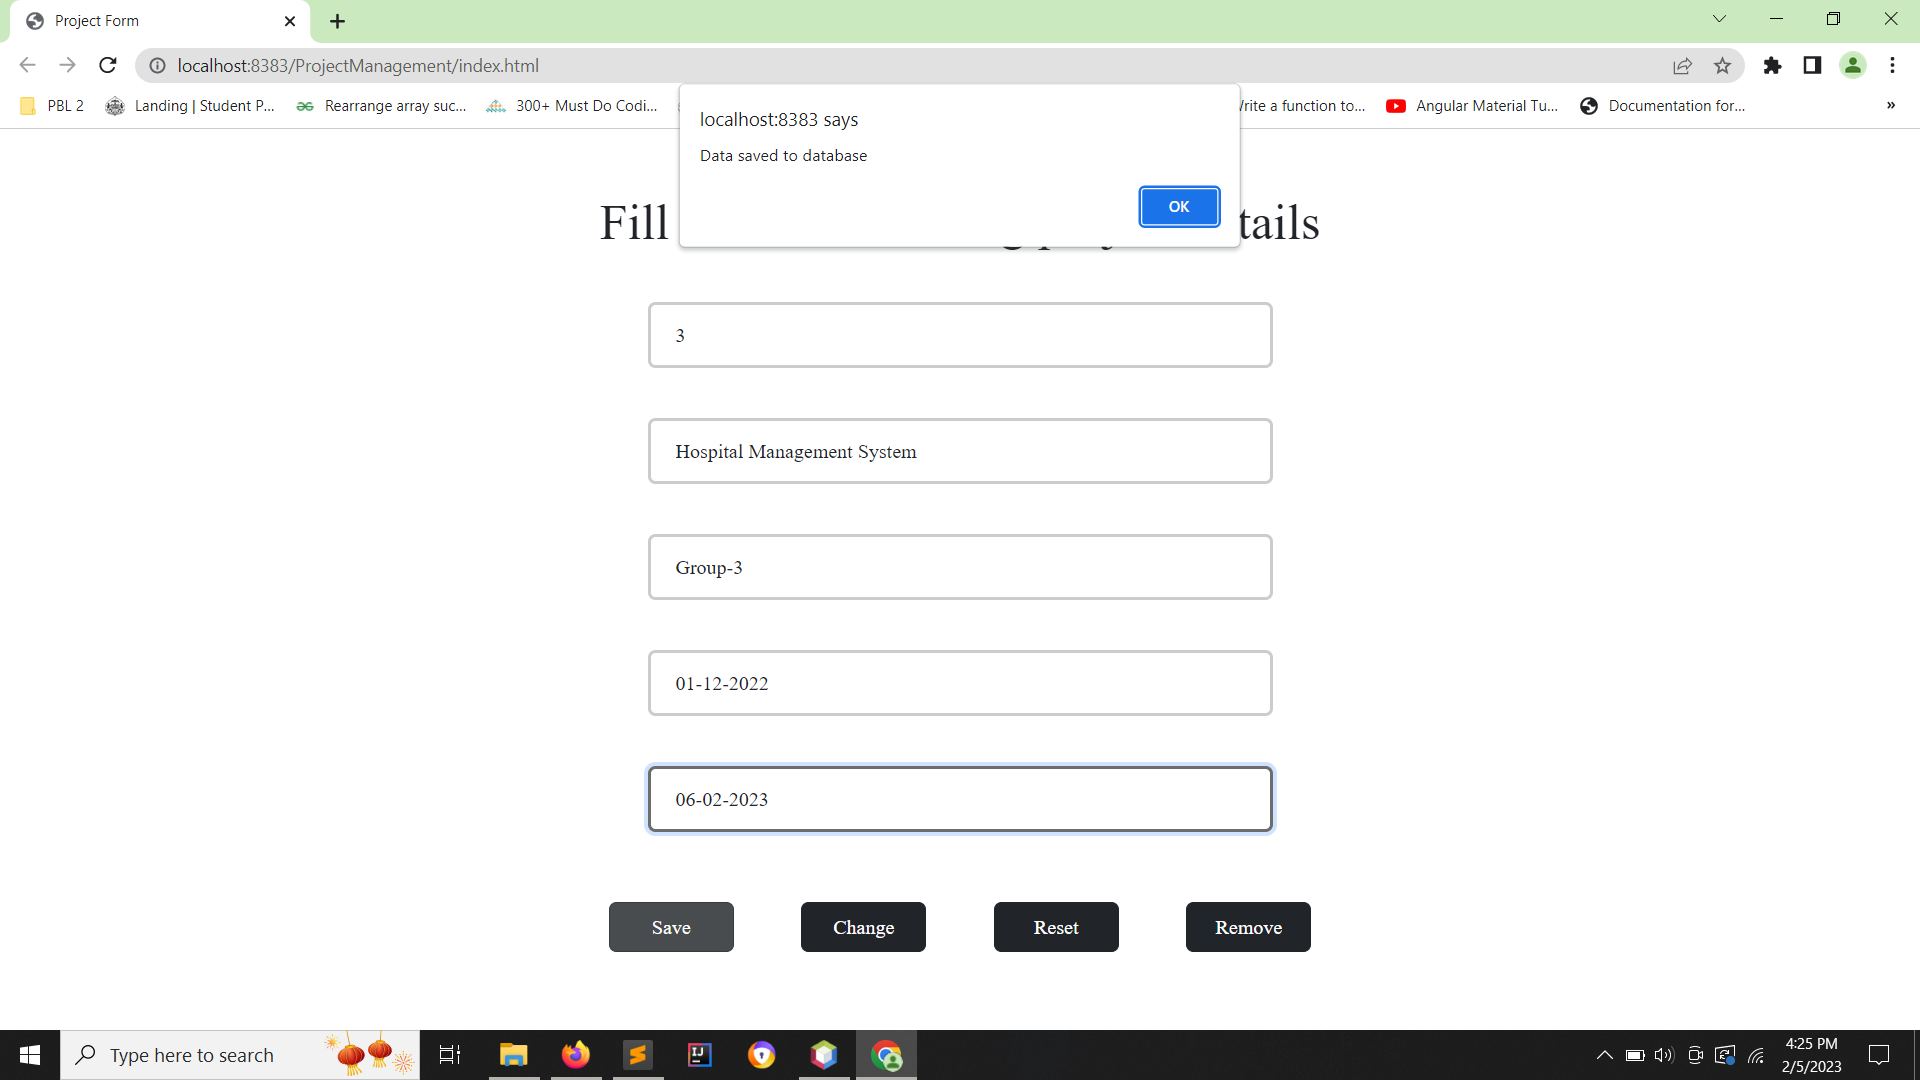 Project Form
localhost:8383/ProjectManagement/index.html
PBL 2
Landing | Student P...
Rearrange array suc...
300+ Must Do Codi...
rite a function to...
Angular Material Tu...
Documentation for...
»
localhost:8383 says
Data saved to database
OK
Fill tails
3
Hospital Management System
Group-3
01-12-2022
06-02-2023
Save
Change
Reset
Remove
Type here to search
4:25 PM
2/5/2023